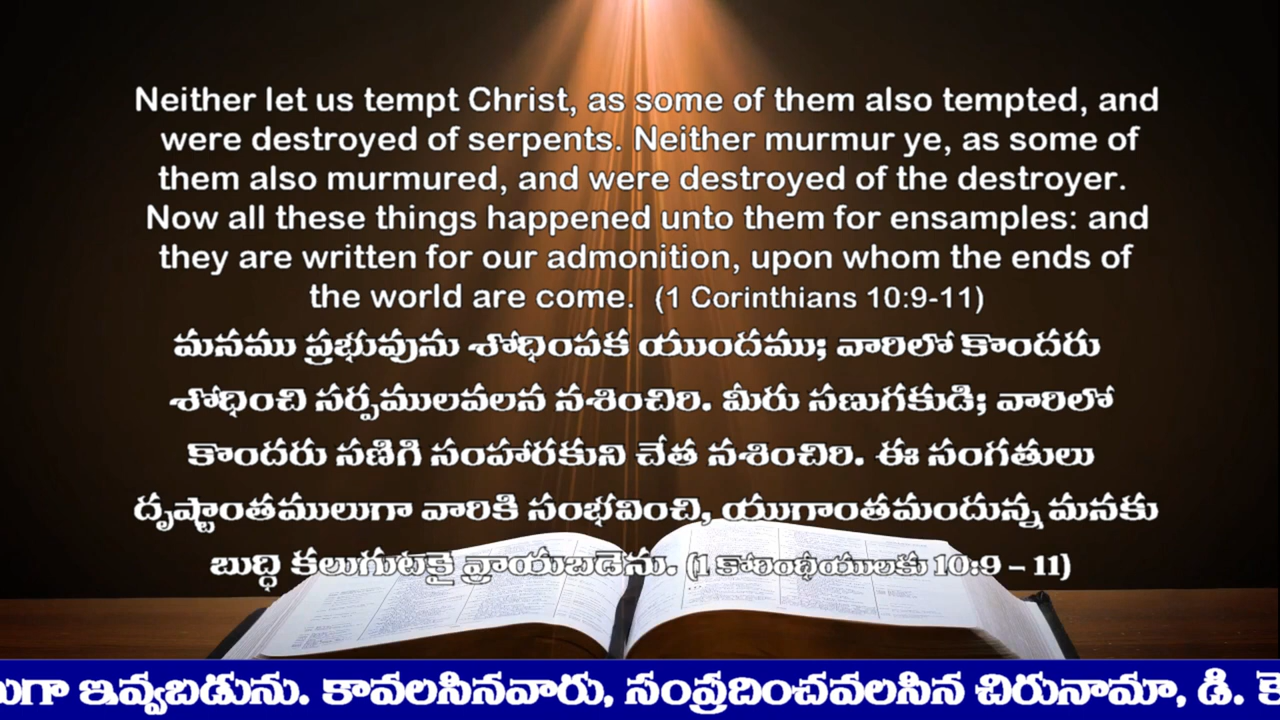 Neither let us tempt Christ, as some of them also tempted, and
were destroyed of serpents. Neither murmur ye, as some of
them also murmured, and were destroyed of the destroyer.
Now all these things happened unto them for ensamples: and
they are written for our admonition, upon whom the ends of
the world are come. (1 Corinthians 10:9-11)
మనము ప్రభువును శోధింపక యుందము; వారిలో కొందరు
శోధించి సర్పములవలన నశించిరి. మీరు సణుగకుడి; వారిలో
కొందరు సణిగి సంహారకుని చేత నశించిరి. ఈ సంగతులు
దృష్టాంతములుగా వారికి సంభవించి, యుగాంతమందున్న మనకు
బుద్ధి కలుగుటకై వ్రాయబడెను. (1 కోరింథీయులకు 10:9 – 11)
ఇవ్వబడును. కావలసినవారు, సంప్రదించవలసిన చిరునామా, డి.